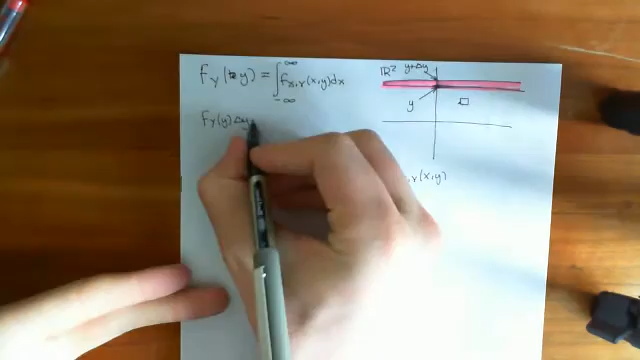 f_Y(y) = ∫_{-∞}^{∞} f_{X,Y}(x,y)dx
f_Y(y)Δy
ℝ² y+Δy
y
,Y(x,y)